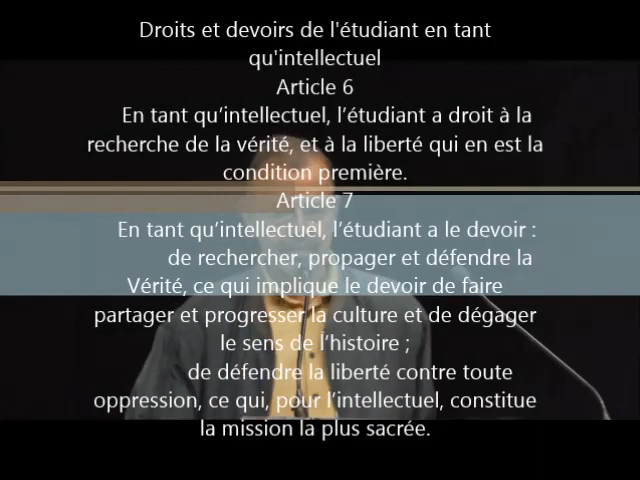 Droits et devoirs de l'étudiant en tant
qu'intellectuel
Article 6
En tant qu’intellectuel, l’étudiant a droit à la
recherche de la vérité, et à la liberté qui en est la
condition première.
Article 7
En tant qu’intellectuel, l’étudiant a le devoir :
de rechercher, propager et défendre la
Vérité, ce qui implique le devoir de faire
partager et progresser la culture et de dégager
le sens de l’histoire ;
de défendre la liberté contre toute
oppression, ce qui, pour l’intellectuel, constitue
la mission la plus sacrée.